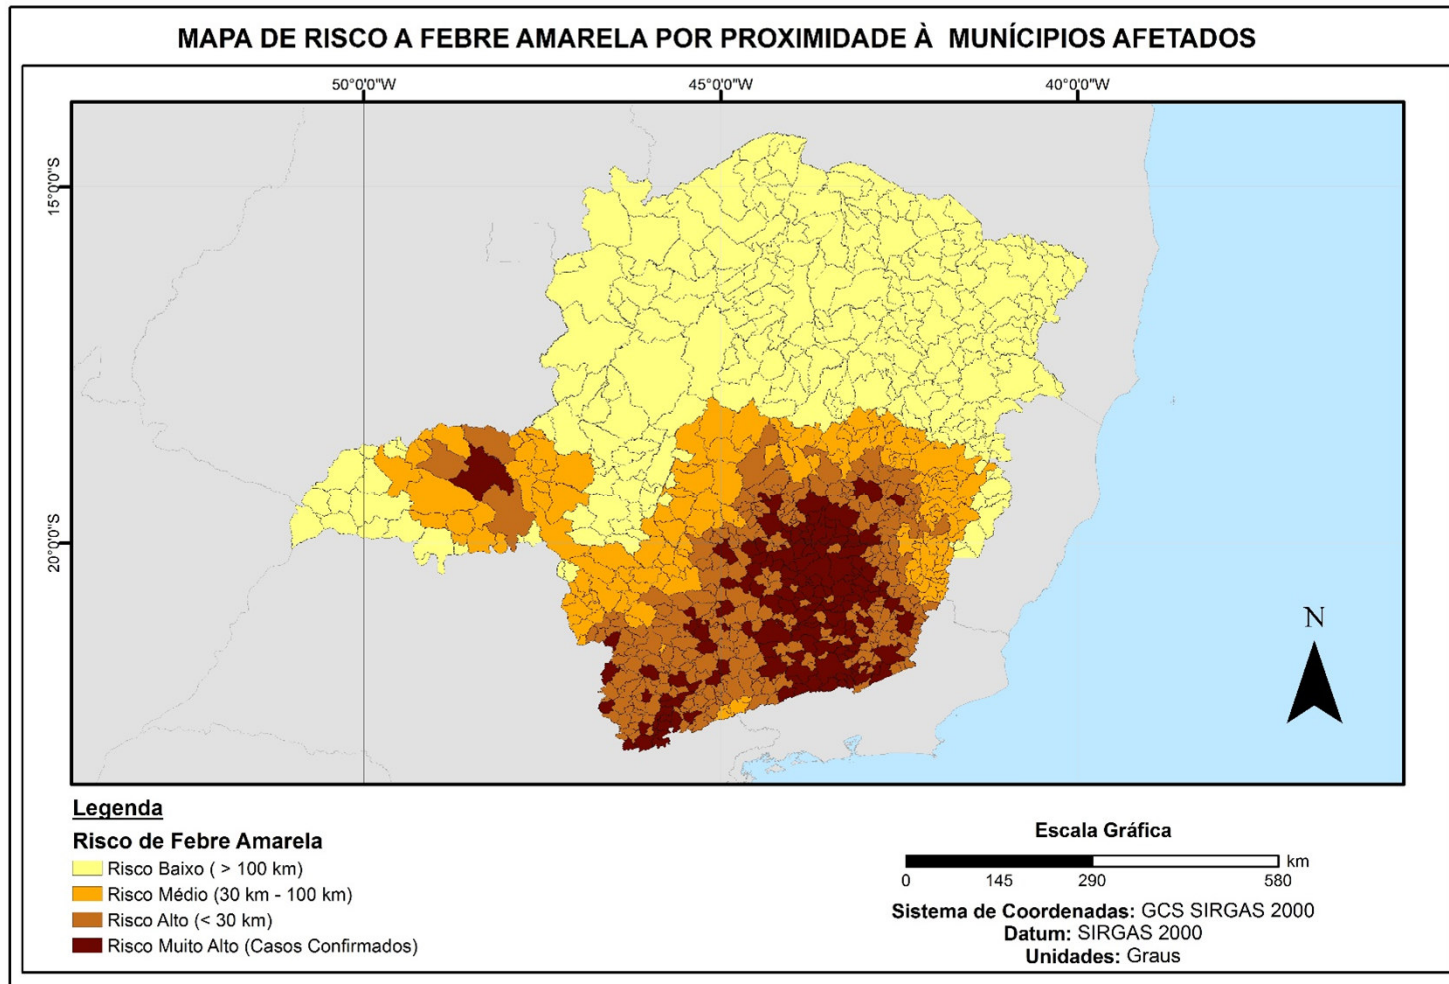 MAPA DE RISCO A FEBRE AMARELA POR PROXIMIDADE À MUNÍCIPIOS AFETADOS
50°0'0"W
45°0'0"W
40°0'0"W
15°0'0"S
20°0'0"S
N
Legenda
Risco de Febre Amarela
Risco Baixo ( > 100 km)
Risco Médio (30 km - 100 km)
Risco Alto (< 30 km)
Risco Muito Alto (Casos Confirmados)
Escala Gráfica
km
0 145 290 580
Sistema de Coordenadas: GCS SIRGAS 2000
Datum: SIRGAS 2000
Unidades: Graus